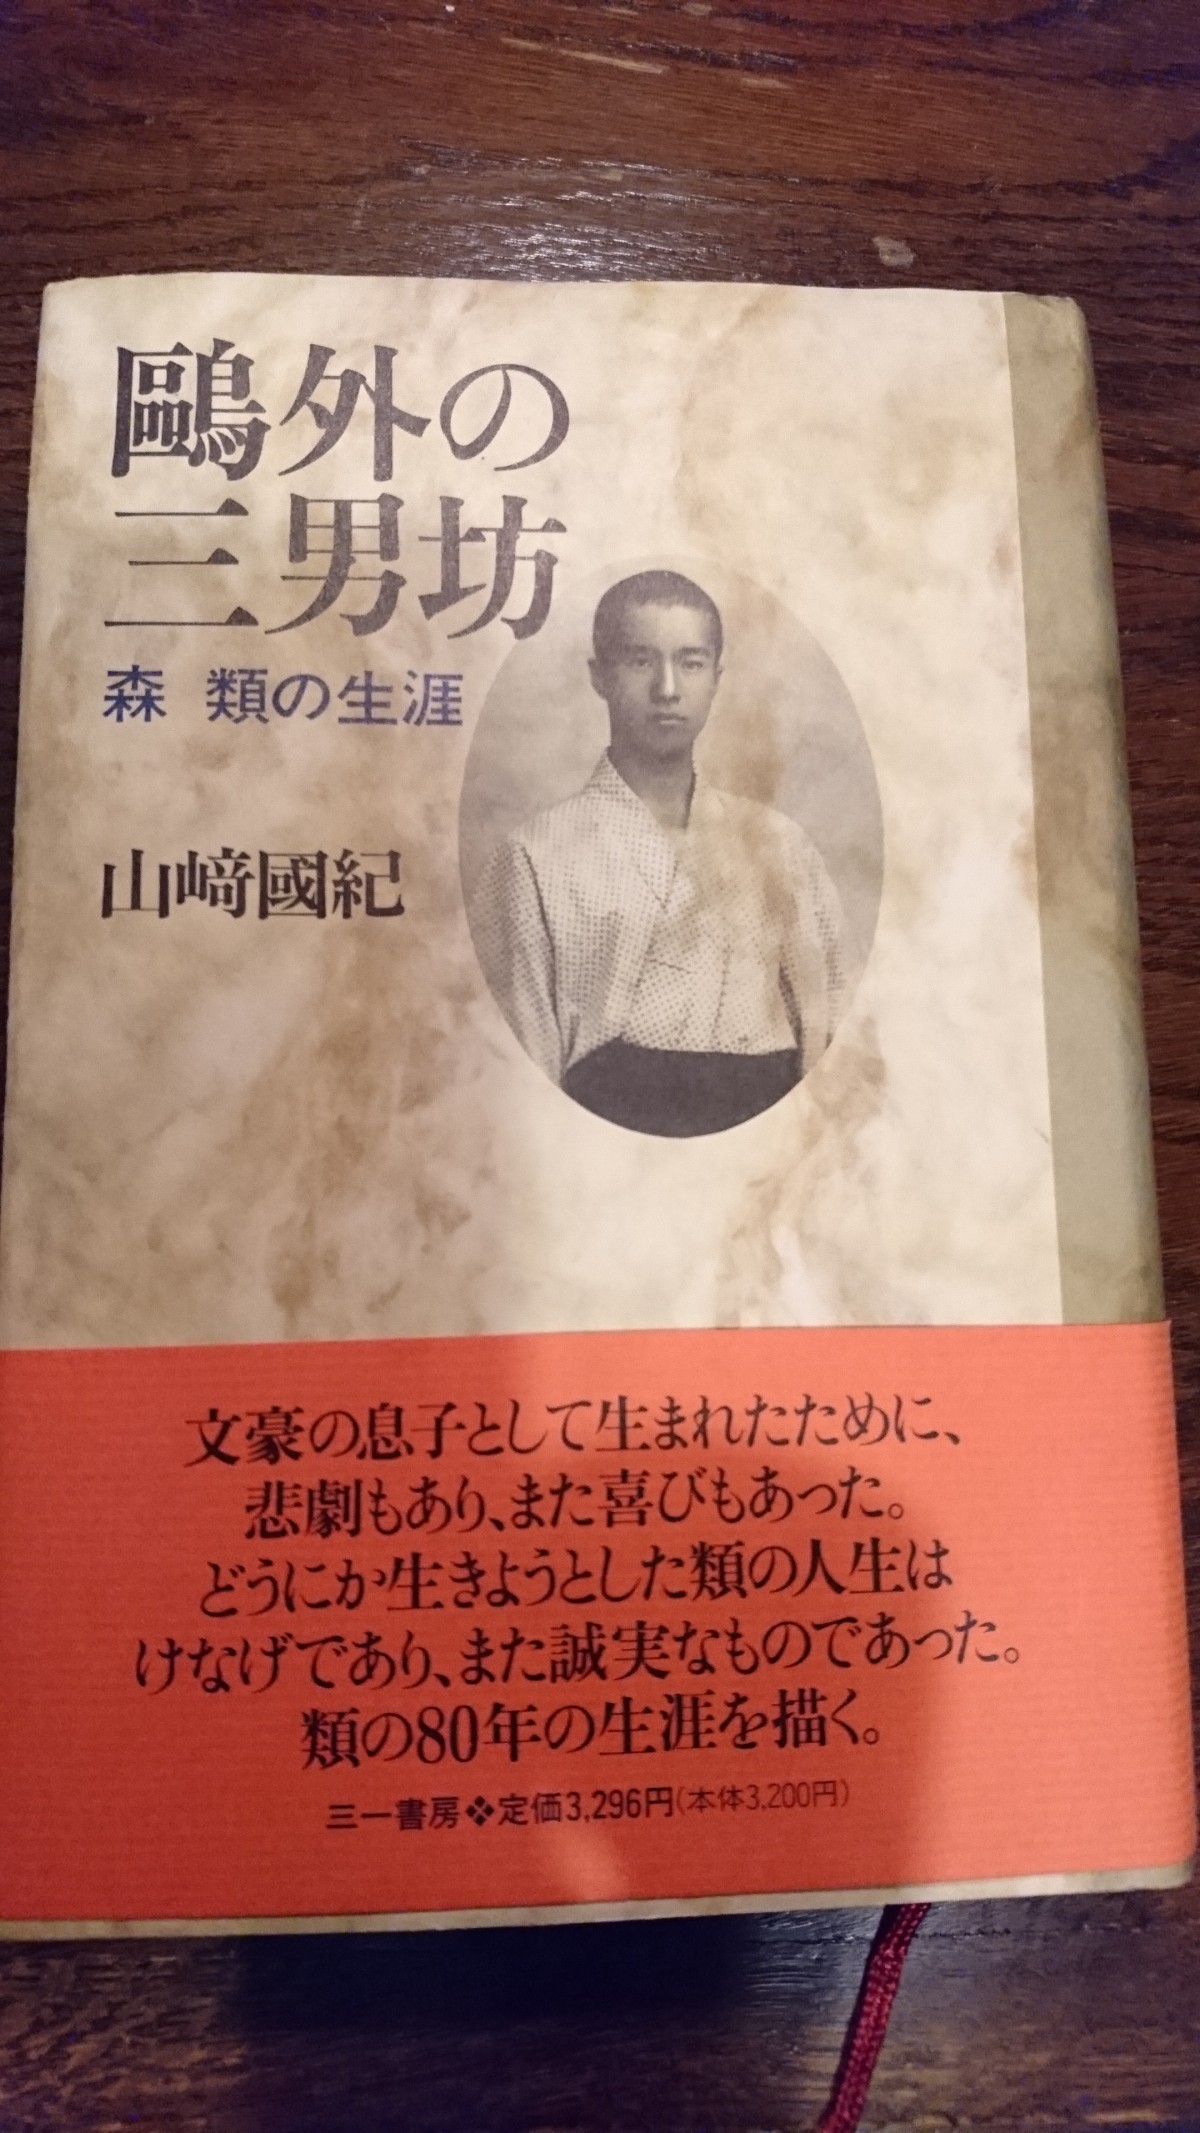 鷗外の
三男坊
森 類の生涯
山﨑國紀
文豪の息子として生まれたために、
悲劇もあり、また喜びもあった。
どうにか生きようとした類の人生は
けなげであり、また誠実なものであった。
類の80年の生涯を描く。
三一書房❖定価3,296円(本体3,200円)